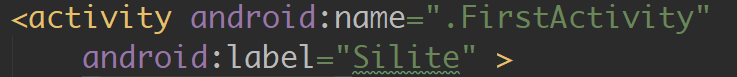 <activity android:name=".FirstActivity"
android:label="Silite" >